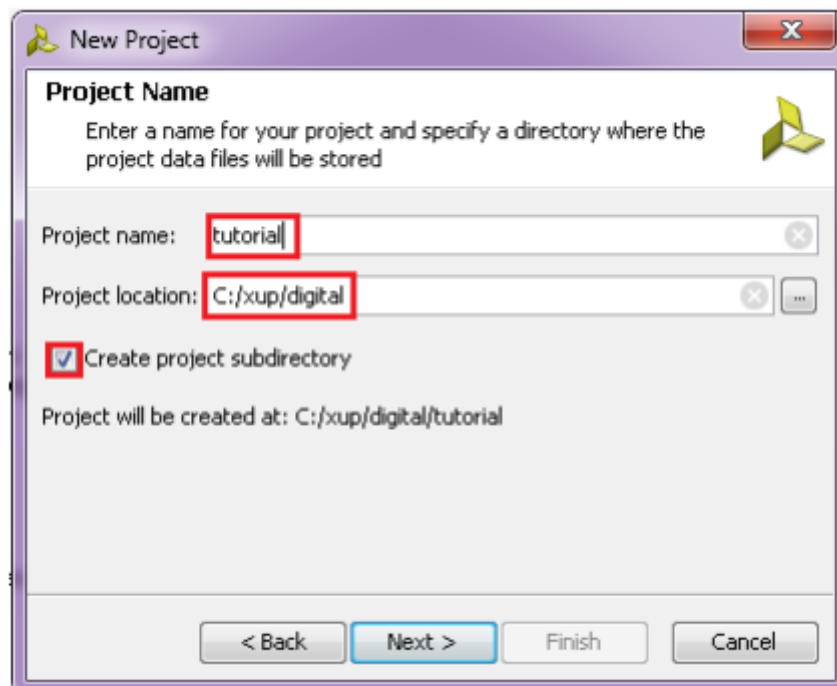 New Project
Project Name
Enter a name for your project and specify a directory where the
project data files will be stored
Project name: tutorial
Project location: C:/xup/digital ...
Create project subdirectory
Project will be created at: C:/xup/digital/tutorial
< Back Next > Finish Cancel